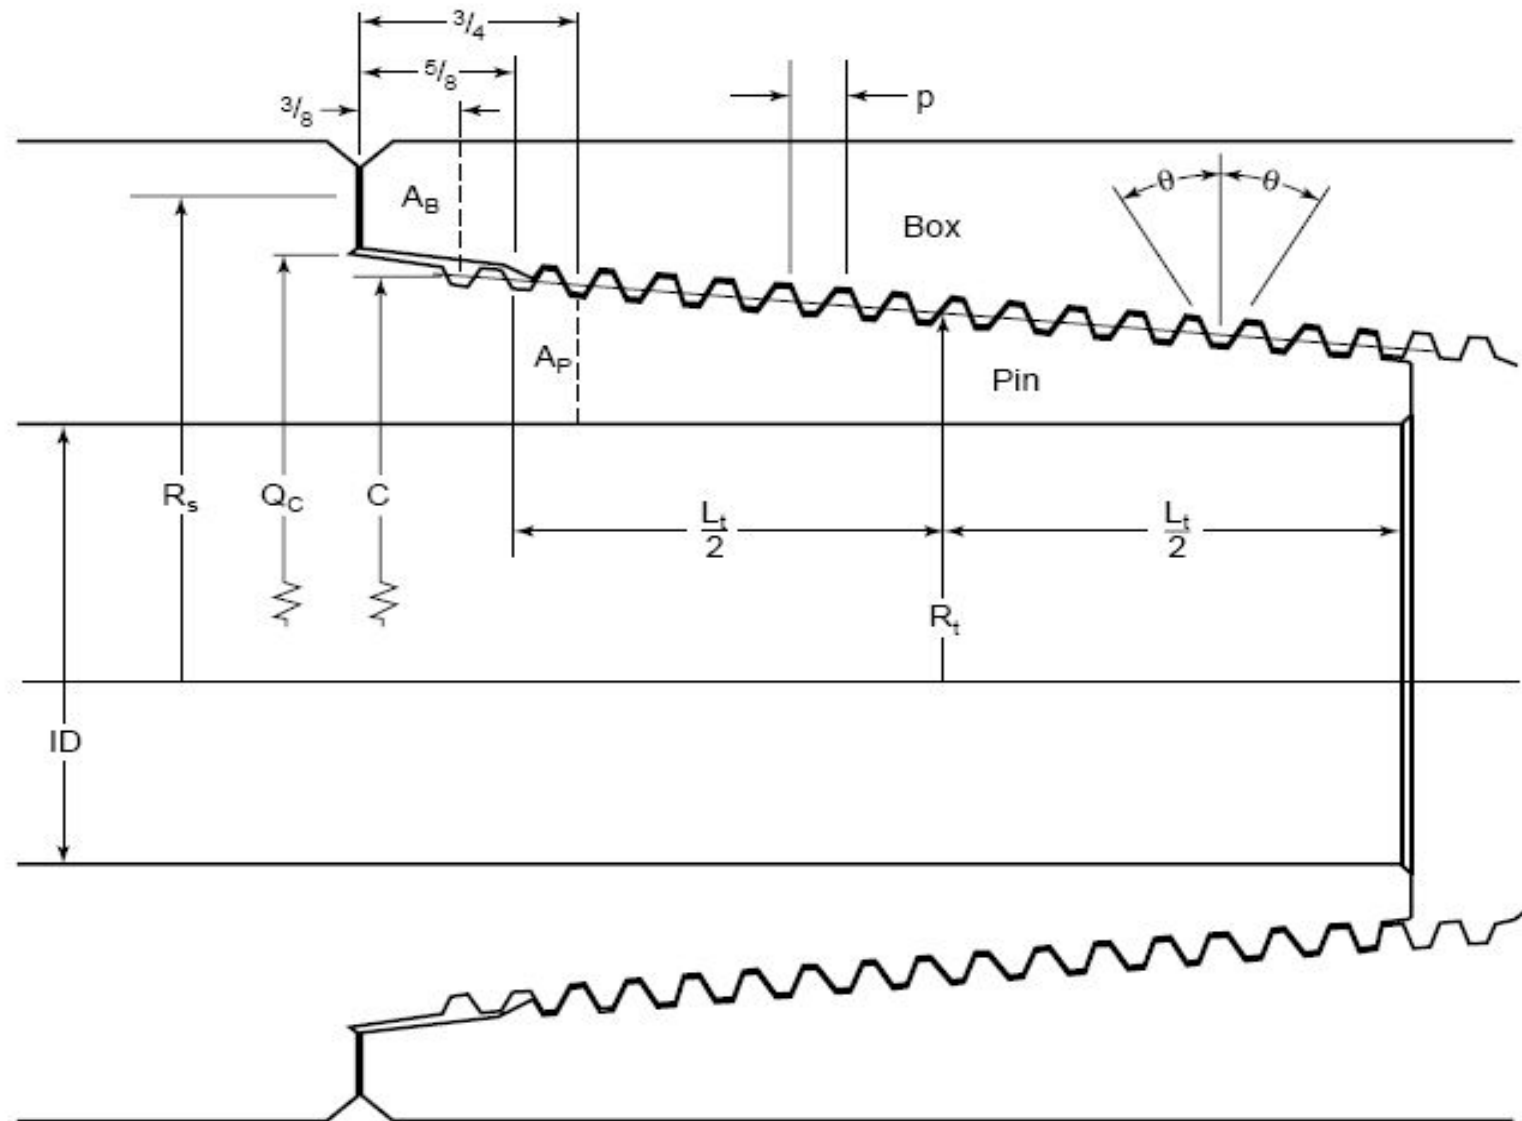 3/4
5/8
3/8
p
θ θ
A_B
Box
A_P
Pin
R_s Q_C C
L_t/2 L_t/2
R_t
ID